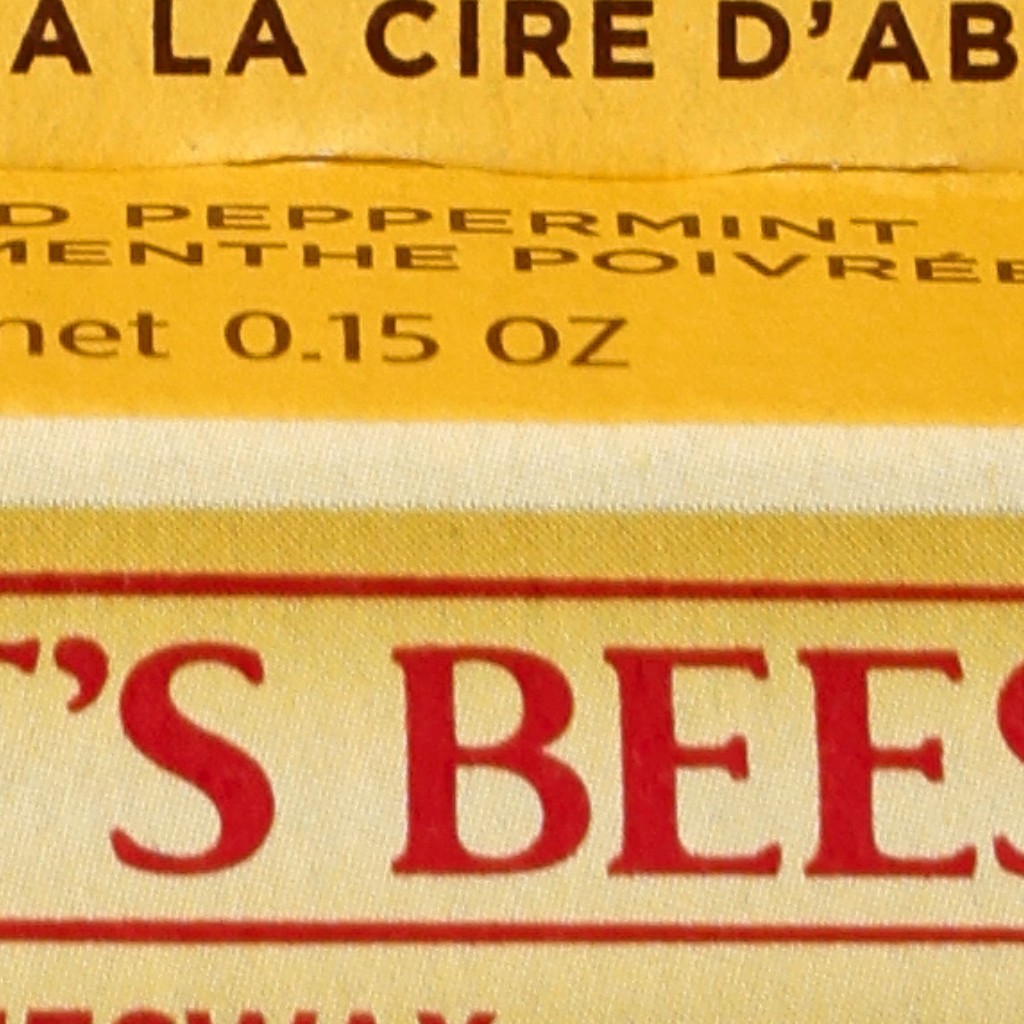 À LA CIRE D'AB
D PEPPERMINT
MENTHE POIVRÉE
net 0.15 OZ
T'S BEES